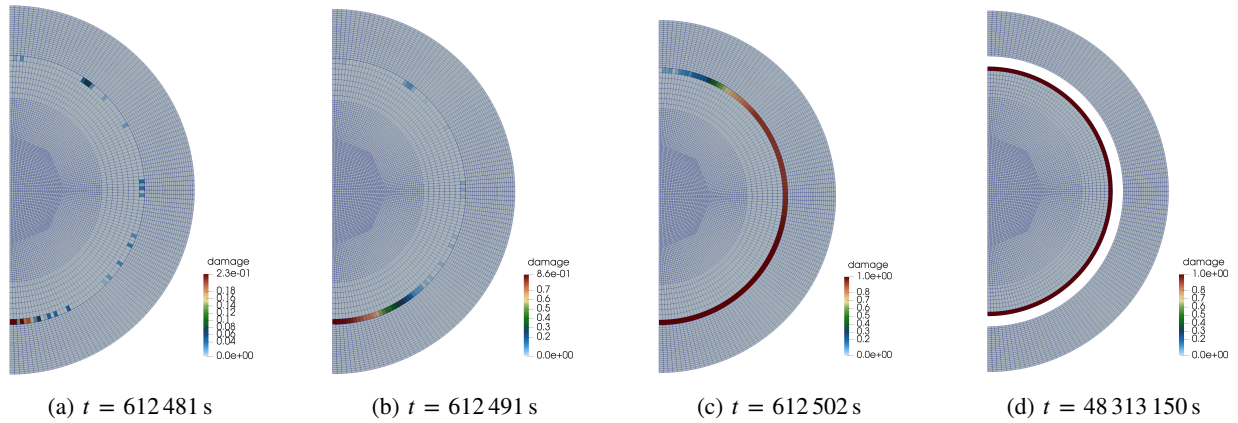 damage
2.3e-01
0.18
0.16
0.14
0.12
0.1
0.08
0.06
0.04
0.0e+00
damage
8.6e-01
0.7
0.6
0.5
0.4
0.3
0.2
0.0e+00
damage
1.0e+00
0.8
0.7
0.6
0.5
0.4
0.3
0.2
0.0e+00
damage
1.0e+00
0.8
0.7
0.6
0.5
0.4
0.3
0.2
0.0e+00
(a) t = 612 481 s
(b) t = 612 491 s
(c) t = 612 502 s
(d) t = 48 313 150 s